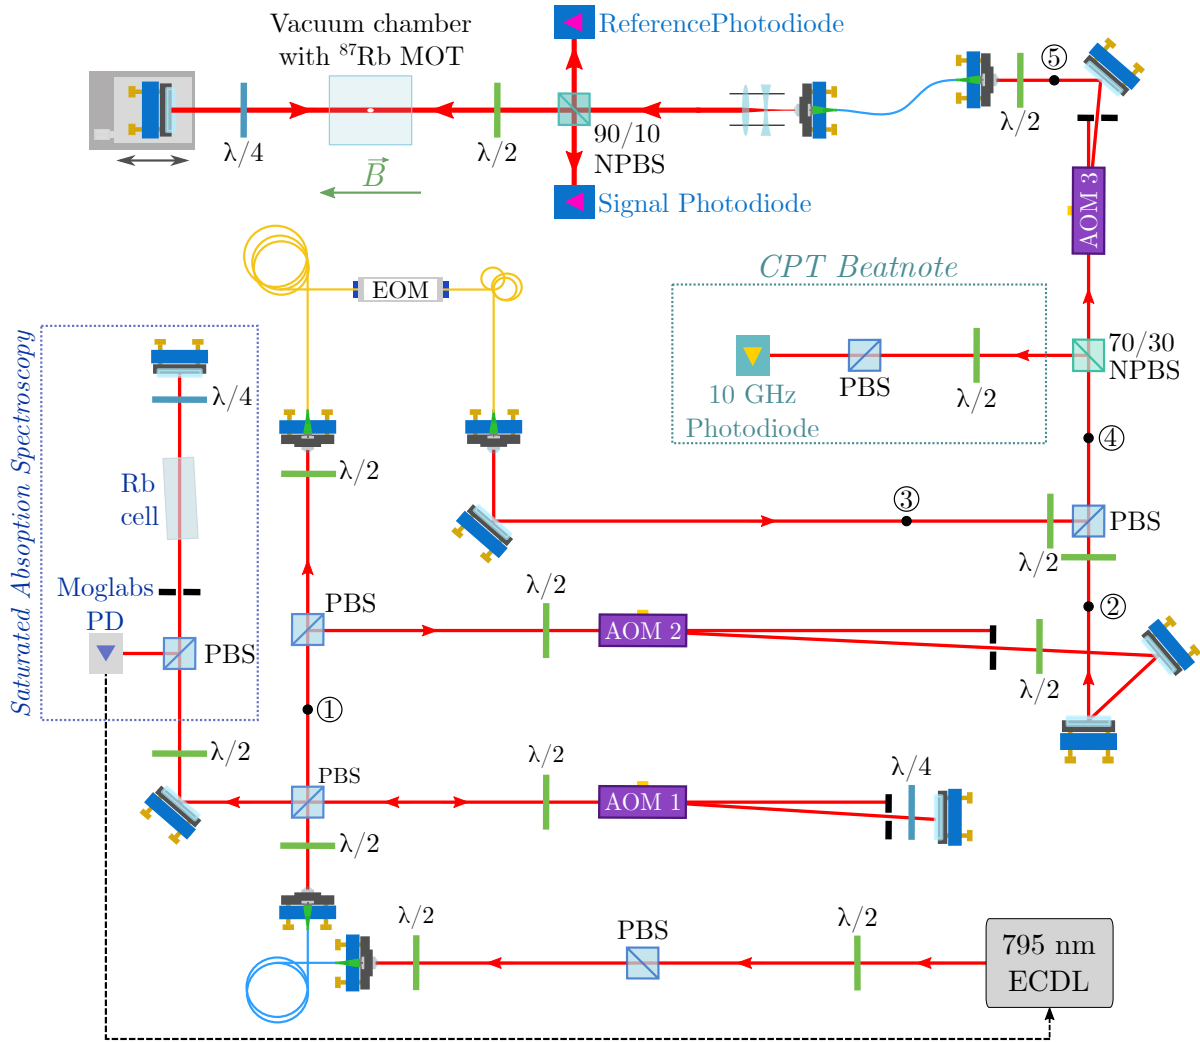 Vacuum chamber
with ⁸⁷Rb MOT
ReferencePhotodiode
⑤
λ/4
λ/2
90/10
NPBS
λ/2
B
Signal Photodiode
AOM 3
CPT Beatnote
EOM
70/30
NPBS
PBS
λ/2
10 GHz
Photodiode
Saturated Absoption Spectroscopy
λ/4
④
λ/2
Rb
cell
③
PBS
λ/2
Moglabs
PD
PBS
λ/2
②
AOM 2
PBS
λ/2
①
λ/2
λ/2
λ/4
PBS
AOM 1
λ/2
λ/2
PBS
λ/2
795 nm
ECDL